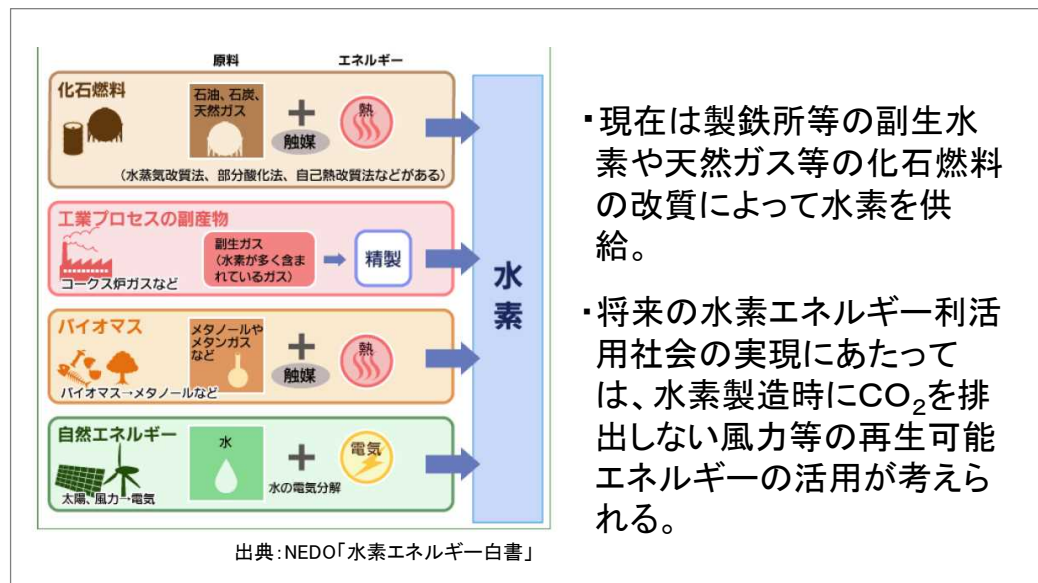 原料 エネルギー
化石燃料
石油、石炭、
天然ガス
熱
触媒
(水蒸気改質法、部分酸化法、自己熱改質法などがある)
工業プロセスの副産物
副生ガス
(水素が多く含ま
れているガス)
精製
コークス炉ガスなど
バイオマス
メタノールや
メタンガス
など
熱
触媒
バイオマス→メタノールなど
自然エネルギー
水
電気
水の電気分解
太陽、風力→電気
水素
出典:NEDO「水素エネルギー白書」
・現在は製鉄所等の副生水
素や天然ガス等の化石燃料
の改質によって水素を供
給。
・将来の水素エネルギー利活
用社会の実現にあたって
は、水素製造時にCO₂を排
出しない風力等の再生可能
エネルギーの活用が考えら
れる。